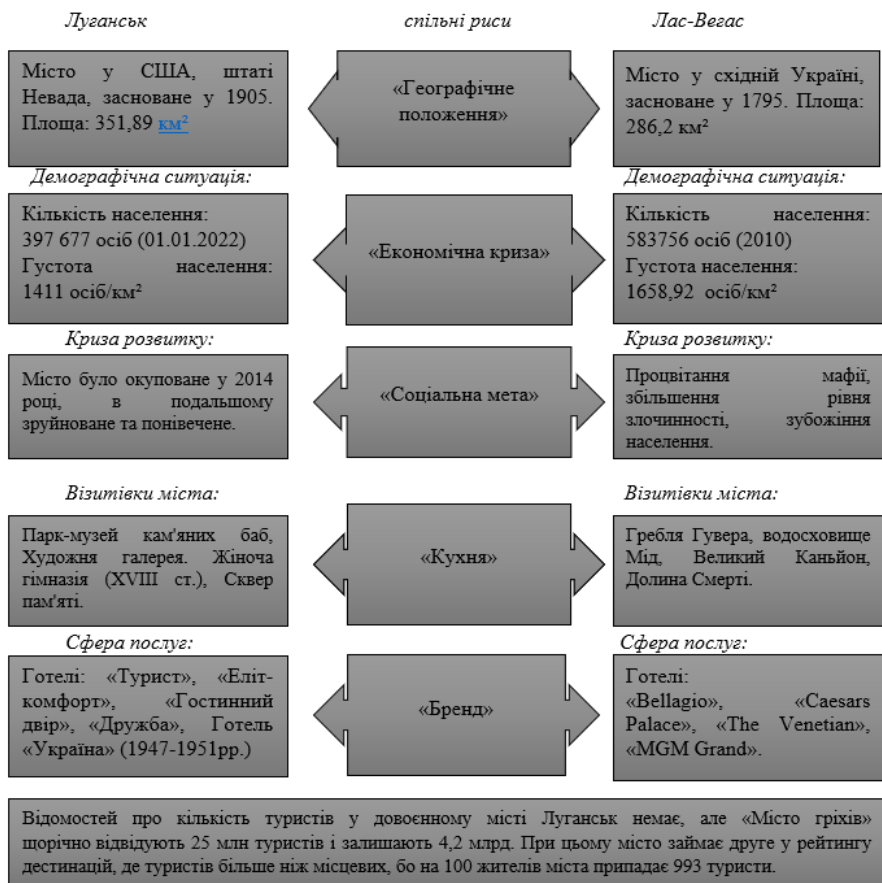 Луганськ
спільні риси
Лас-Вегас
Місто у США, штаті
Невада, засноване у 1905.
Площа: 351,89 км²
«Географічне
положення»
Місто у східній Україні,
засноване у 1795. Площа:
286,2 км²
Демографічна ситуація:
Демографічна ситуація:
Кількість населення:
397 677 осіб (01.01.2022)
Густота населення:
1411 осіб/км²
«Економічна криза»
Кількість населення:
583756 осіб (2010)
Густота населення:
1658,92 осіб/км²
Криза розвитку:
Криза розвитку:
Місто було окуповане у 2014
році, в подальшому
зруйноване та понівечене.
«Соціальна мета»
Процвітання мафії,
збільшення рівня
злочинності, зубожіння
населення.
Візитівки міста:
Візитівки міста:
Парк-музей кам'яних баб,
Художня галерея. Жіноча
гімназія (XVIII ст.), Сквер
пам'яті.
«Кухня»
Гребля Гувера, водосховище
Мід, Великий Каньйон,
Долина Смерті.
Сфера послуг:
Сфера послуг:
Готелі: «Турист», «Еліт-
комфорт», «Гостинний
двір», «Дружба», Готель
«Україна» (1947-1951рр.)
«Бренд»
Готелі:
«Bellagio», «Caesars
Palace», «The Venetian»,
«MGM Grand».
Відомостей про кількість туристів у довоєнному місті Луганськ немає, але «Місто гріхів»
щорічно відвідують 25 млн туристів і залишають 4,2 млрд. При цьому місто займає друге у рейтингу
дестинацій, де туристів більше ніж місцевих, бо на 100 жителів міста припадає 993 туристи.